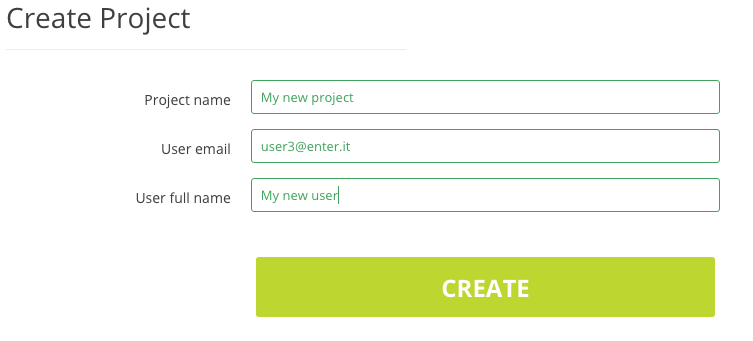 Create Project
Project name My new project
User email user3@enter.it
User full name My new user
CREATE